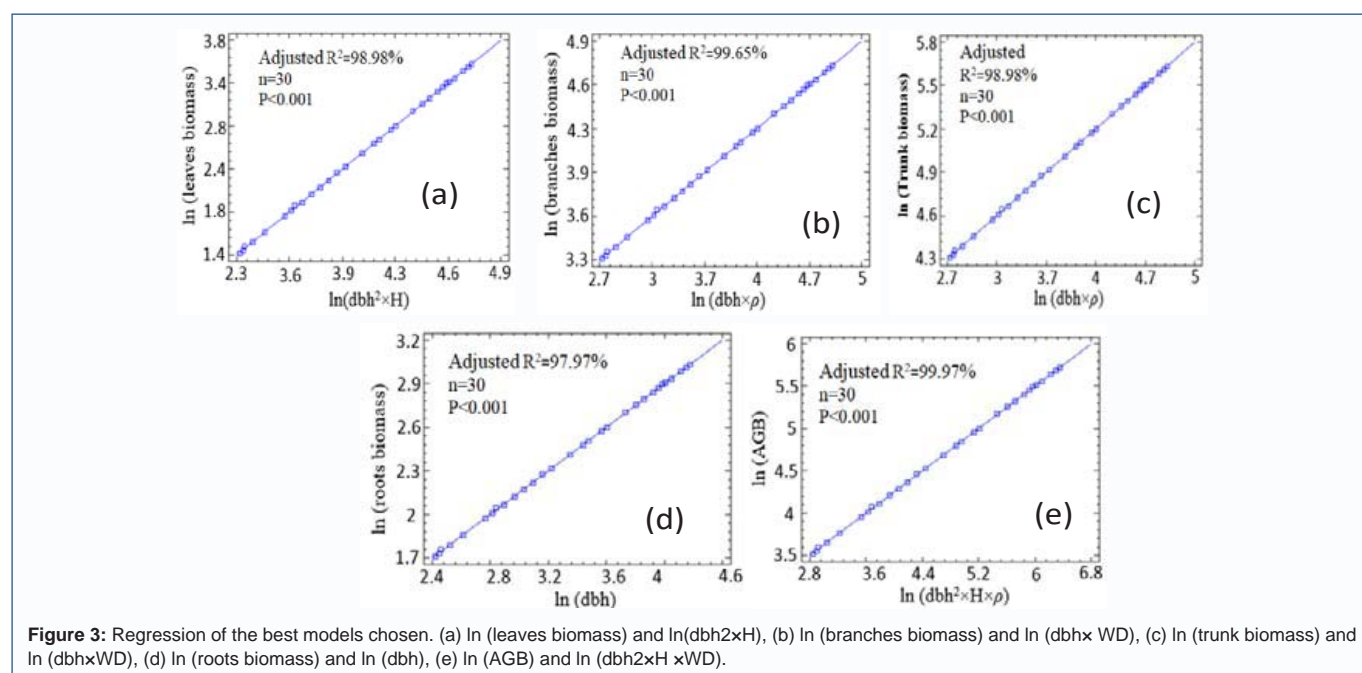 3.8
3.4
2.8
2.4
1.8
1.4
ln (leaves biomass)
Adjusted R²=98.98%
n=30
P<0.001
(a)
2.3 3.6 3.9 4.3 4.6 4.9
ln(dbh²×H)
4.9
4.6
4.3
3.9
3.6
3.3
ln (branches biomass)
Adjusted R²=99.65%
n=30
P<0.001
(b)
2.7 3 3.7 4 4.7 5
ln (dbh×ρ)
5.8
5.5
5.2
4.9
4.6
4.3
ln (Trunk biomass)
Adjusted
R²=98.98%
n=30
P<0.001
(c)
2.7 3 3.7 4 4.7 5
ln (dbh×ρ)
3.2
2.9
2.6
2.3
2
1.7
ln (roots biomass)
Adjusted R²=97.97%
n=30
P<0.001
(d)
2.4 2.8 3.2 4 4.6
ln (dbh)
6
5.5
5
4.5
4
3.5
ln (AGB)
Adjusted R²=99.97%
n=30
P<0.001
(e)
2.8 3.6 4.4 5.2 6 6.8
ln (dbh²×H×ρ)
Figure 3: Regression of the best models chosen. (a) ln (leaves biomass) and ln(dbh2×H), (b) ln (branches biomass) and ln (dbh× WD), (c) ln (trunk biomass) and
ln (dbh×WD), (d) ln (roots biomass) and ln (dbh), (e) ln (AGB) and ln (dbh2×H ×WD).